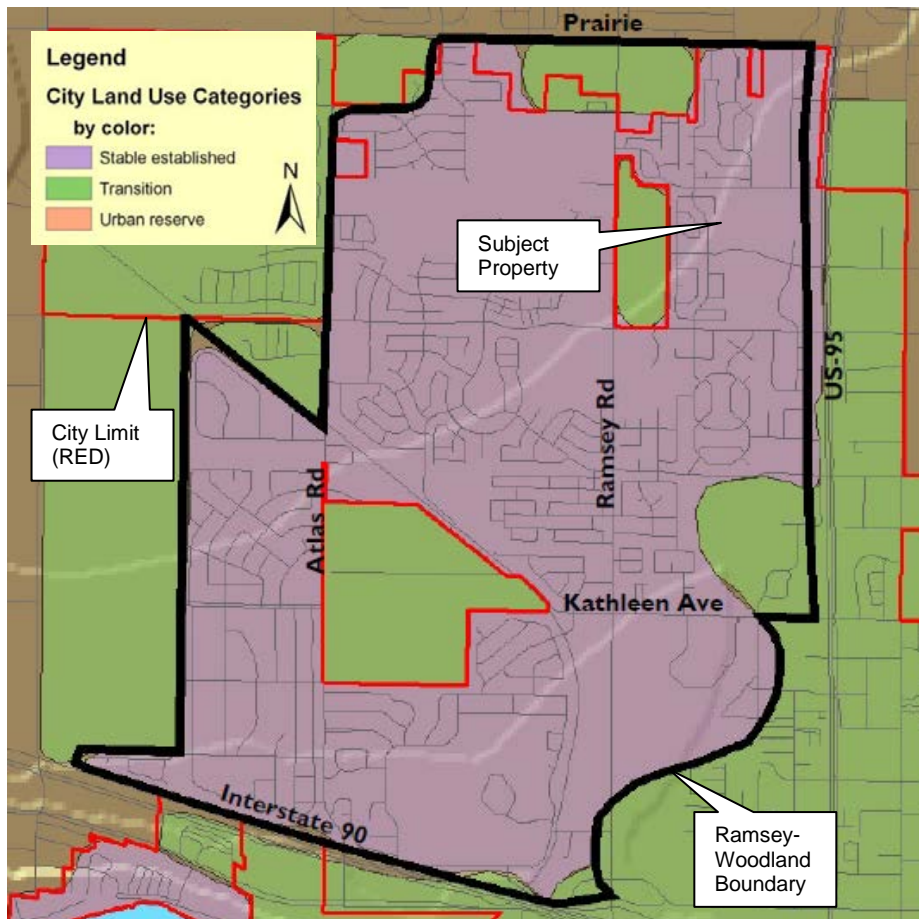 Prairie
Legend
City Land Use Categories
by color:
Stable established
Transition
Urban reserve
N
Subject
Property
US-95
City Limit
(RED)
Ramsey Rd
Atlas Rd
Kathleen Ave
Interstate 90
Ramsey-
Woodland
Boundary